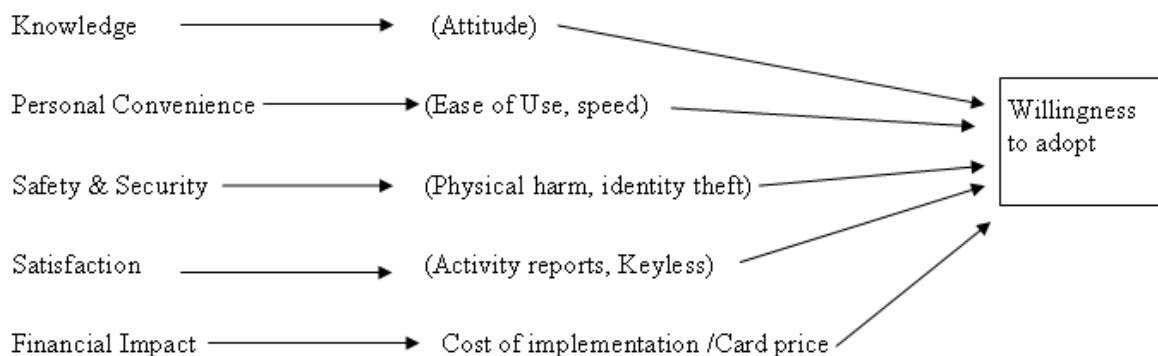 Knowledge (Attitude)
Personal Convenience (Ease of Use, speed)
Willingness
to adopt
Safety & Security (Physical harm, identity theft)
Satisfaction (Activity reports, Keyless)
Financial Impact Cost of implementation /Card price